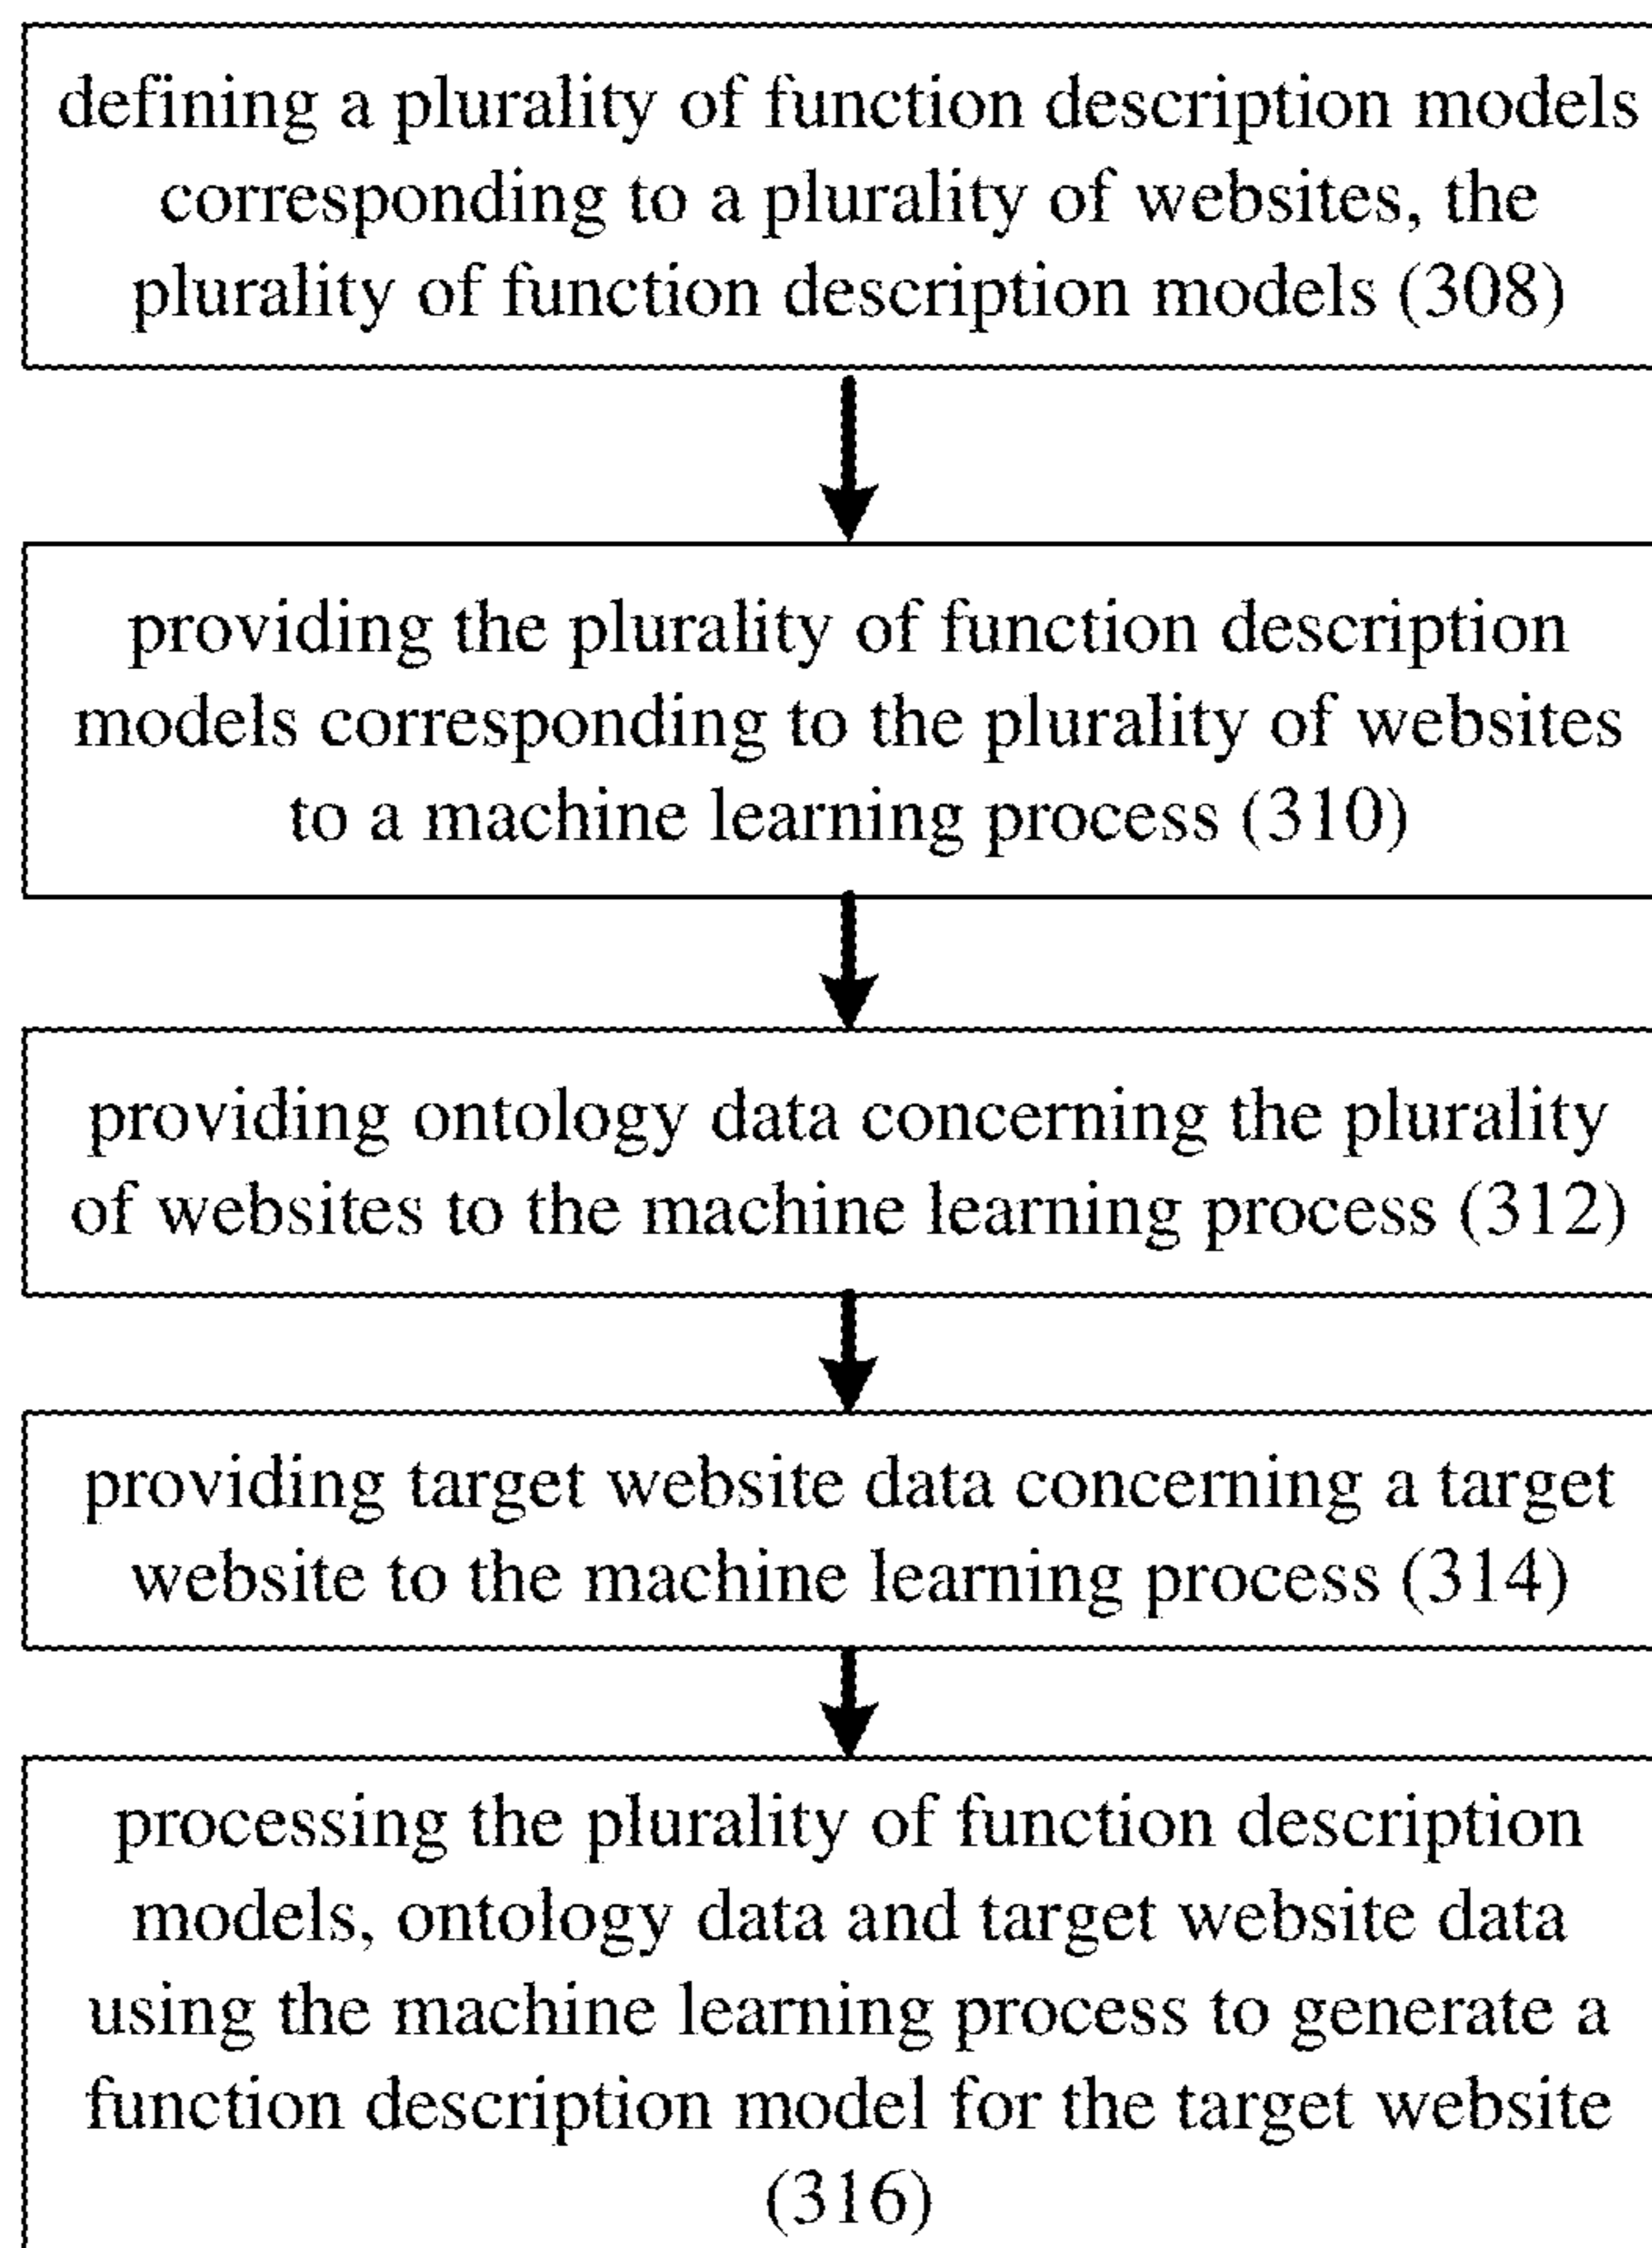 defining a plurality of function description models
corresponding to a plurality of websites, the
plurality of function description models (308)
providing the plurality of function description
models corresponding to the plurality of websites
to a machine learning process (310)
providing ontology data concerning the plurality
of websites to the machine learning process (312)
providing target website data concerning a target
website to the machine learning process (314)
processing the plurality of function description
models, ontology data and target website data
using the machine learning process to generate a
function description model for the target website
(316)